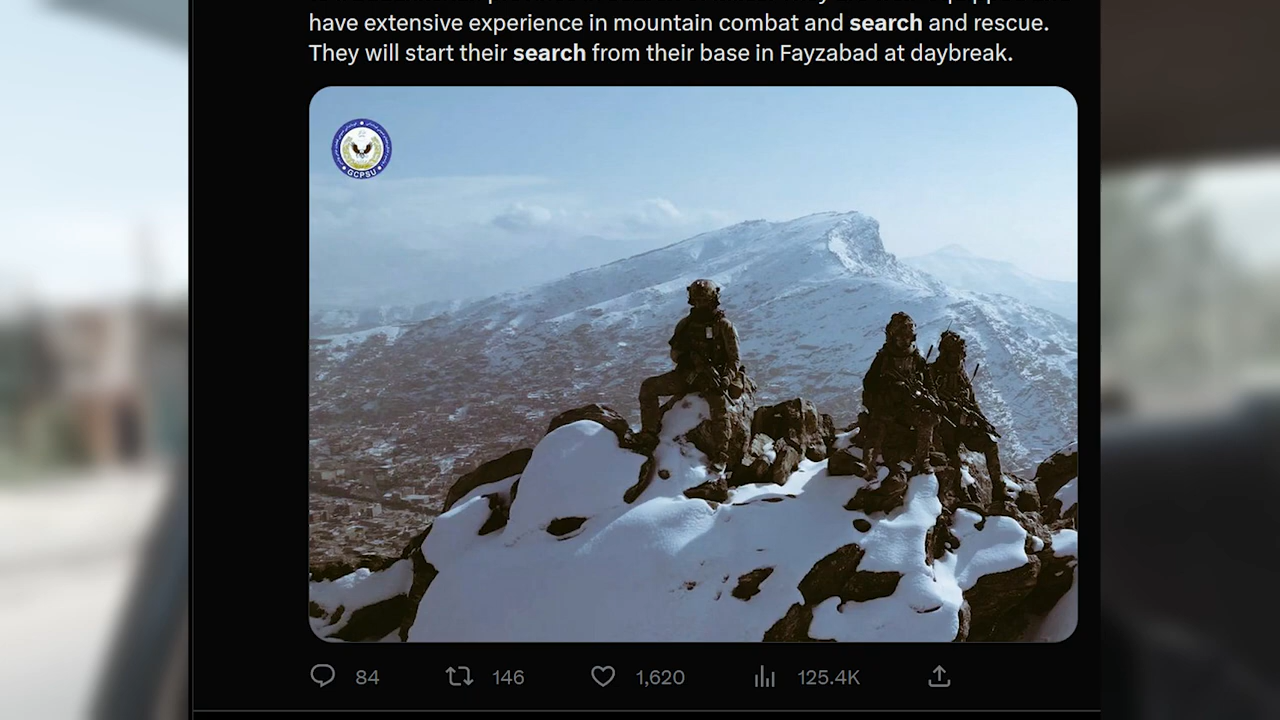 have extensive experience in mountain combat and search and rescue.
They will start their search from their base in Fayzabad at daybreak.
GCPSU
84
146
1,620
125.4K